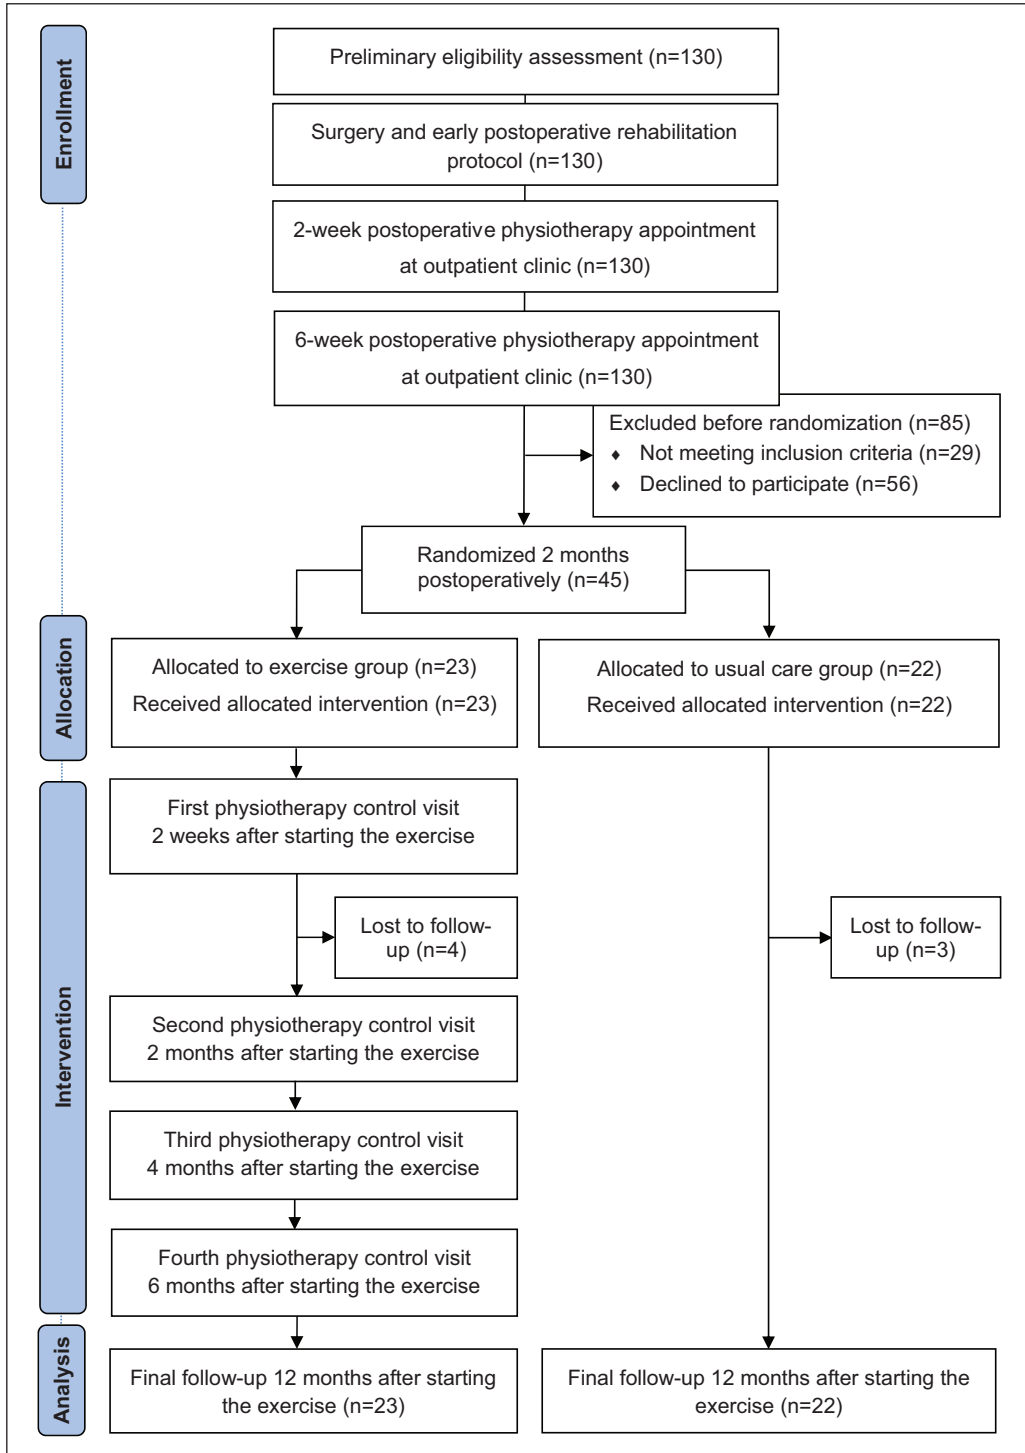 Enrollment
Preliminary eligibility assessment (n=130)
Surgery and early postoperative rehabilitation
protocol (n=130)
2-week postoperative physiotherapy appointment
at outpatient clinic (n=130)
6-week postoperative physiotherapy appointment
at outpatient clinic (n=130)
Excluded before randomization (n=85)
♦ Not meeting inclusion criteria (n=29)
♦ Declined to participate (n=56)
Randomized 2 months
postoperatively (n=45)
Allocation
Allocated to exercise group (n=23)
Received allocated intervention (n=23)
Allocated to usual care group (n=22)
Received allocated intervention (n=22)
Intervention
First physiotherapy control visit
2 weeks after starting the exercise
Lost to follow-
up (n=4)
Lost to follow-
up (n=3)
Second physiotherapy control visit
2 months after starting the exercise
Third physiotherapy control visit
4 months after starting the exercise
Fourth physiotherapy control visit
6 months after starting the exercise
Analysis
Final follow-up 12 months after starting
the exercise (n=23)
Final follow-up 12 months after starting the
exercise (n=22)